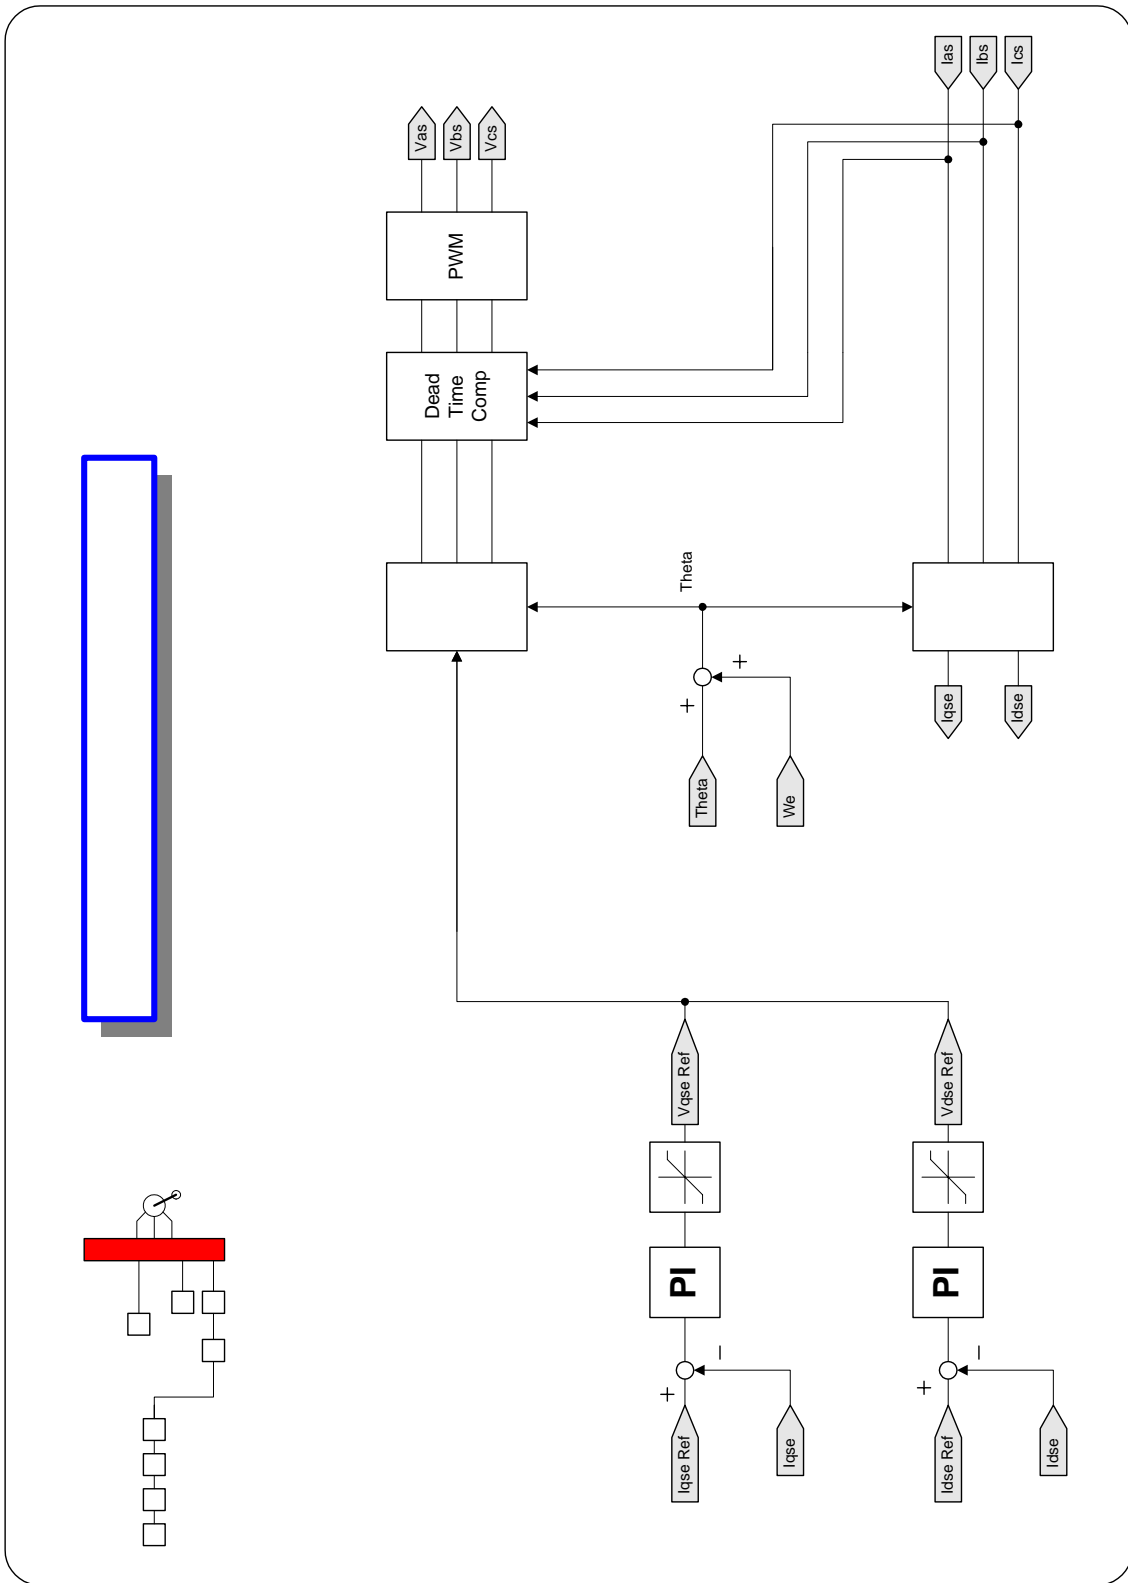 Dead
Time
Comp
PWM
Vas
Vbs
Vcs
Iqse Ref
+
−
Iqse
PI
Vqse Ref
Theta
+
+
We
Theta
Idse Ref
+
−
Idse
PI
Vdse Ref
Iqse
Idse
Ias
Ibs
Ics